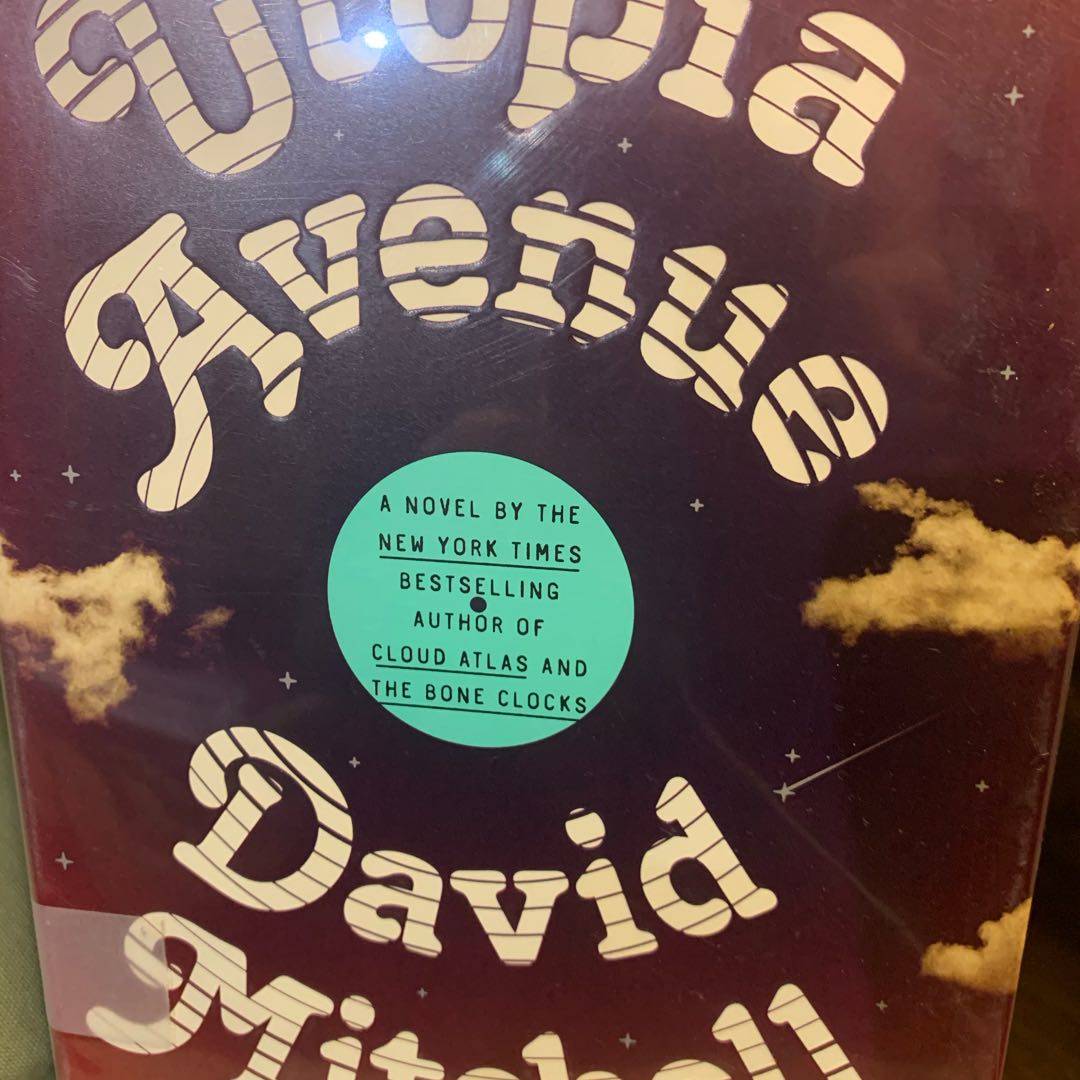 Utopia
Avenue
A NOVEL BY THE
NEW YORK TIMES
BESTSELLING
AUTHOR OF
CLOUD ATLAS AND
THE BONE CLOCKS
David
Mitchell